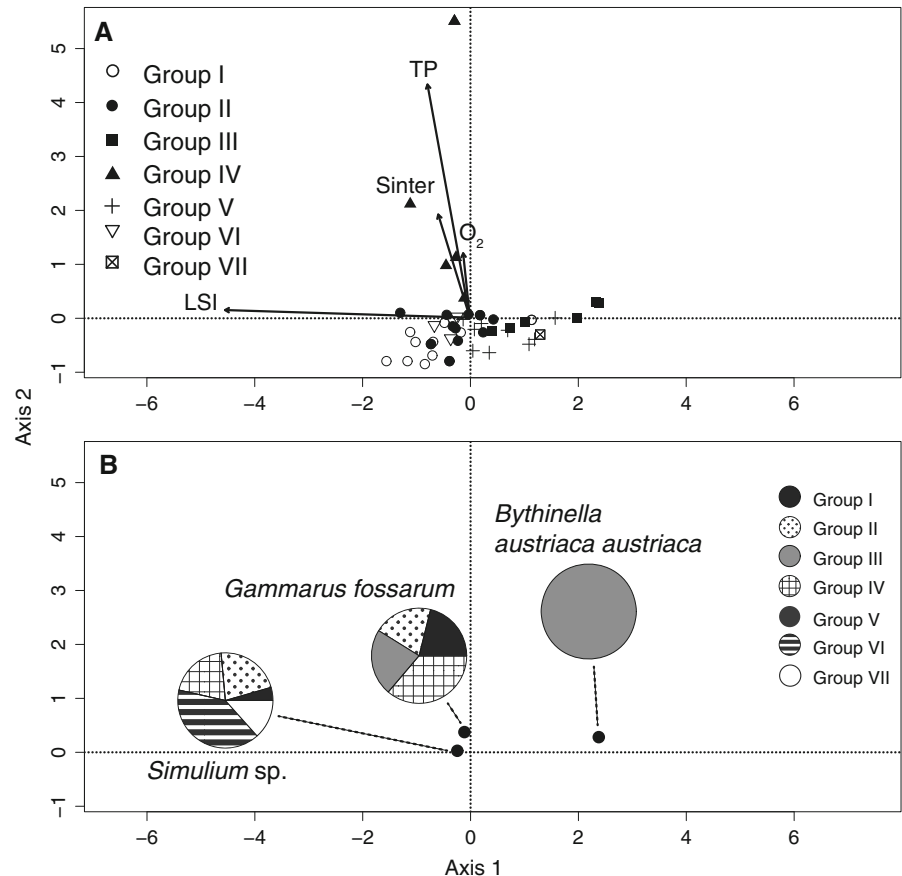 A
Group I
Group II
Group III
Group IV
Group V
Group VI
Group VII
TP
Sinter
O2
LSI
5
4
3
2
1
0
−1
−6
−4
−2
0
2
4
6
Axis 2
B
Bythinella
austriaca austriaca
Gammarus fossarum
Simulium sp.
Group I
Group II
Group III
Group IV
Group V
Group VI
Group VII
5
4
3
2
1
0
−1
−6
−4
−2
0
2
4
6
Axis 1